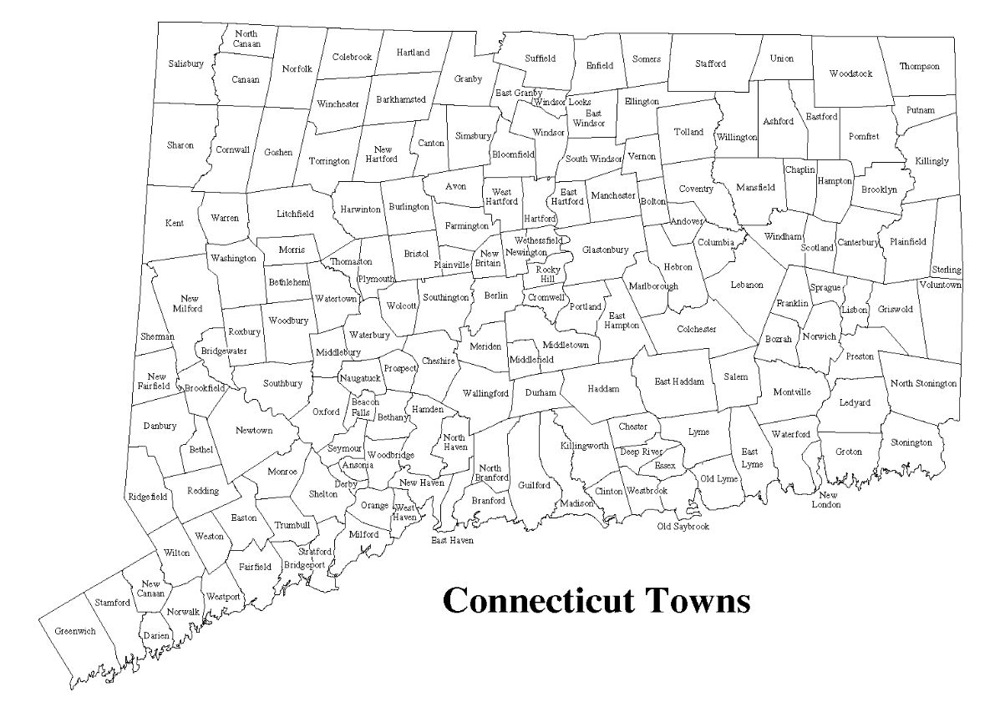 North
Canaan
Salisbury
Canaan
Norfolk
Colebrook
Hartland
Granby
Suffield
Enfield
Somers
Stafford
Union
Woodstock
Thompson
Winchester
Barkhamsted
East Granby
Windsor Locks
East
Windsor
Ellington
Putnam
Sharon
Cornwall
Goshen
Torrington
New
Hartford
Canton
Simsbury
Bloomfield
Windsor
South Windsor
Vernon
Tolland
Willington
Ashford
Eastford
Pomfret
Killingly
Kent
Warren
Litchfield
Harwinton
Burlington
Avon
Farmington
West
Hartford
Hartford
East
Hartford
Manchester
Bolton
Coventry
Andover
Mansfield
Chaplin
Hampton
Brooklyn
Washington
Morris
Bethlehem
Thomaston
Plymouth
Watertown
Bristol
Plainville
New
Britain
Newington
Wethersfield
Rocky
Hill
Glastonbury
Hebron
Columbia
Windham
Scotland
Canterbury
Plainfield
Sterling
Voluntown
New
Milford
Sherman
Roxbury
Woodbury
Bridgewater
Middlebury
Waterbury
Wolcott
Southington
Berlin
Cromwell
Portland
Marlborough
East
Hampton
Lebanon
Colchester
Franklin
Sprague
Lisbon
Griswold
Bozrah
Norwich
Preston
New
Fairfield
Brookfield
Southbury
Naugatuck
Prospect
Cheshire
Meriden
Middletown
Middlefield
Wallingford
Durham
Haddam
East Haddam
Salem
Montville
Ledyard
North Stonington
Danbury
Bethel
Newtown
Oxford
Beacon
Falls
Bethany
Hamden
North
Haven
Seymour
Woodbridge
Ansonia
Derby
Killingworth
Chester
Deep River
Essex
Lyme
East
Lyme
Waterford
Groton
Stonington
Ridgefield
Redding
Monroe
Shelton
Easton
Trumbull
Orange
New Haven
West
Haven
East Haven
North
Branford
Branford
Guilford
Madison
Clinton
Westbrook
Old Saybrook
Old Lyme
New
London
Weston
Wilton
Fairfield
Stratford
Bridgeport
Milford
New
Canaan
Stamford
Greenwich
Norwalk
Westport
Darien
Connecticut Towns